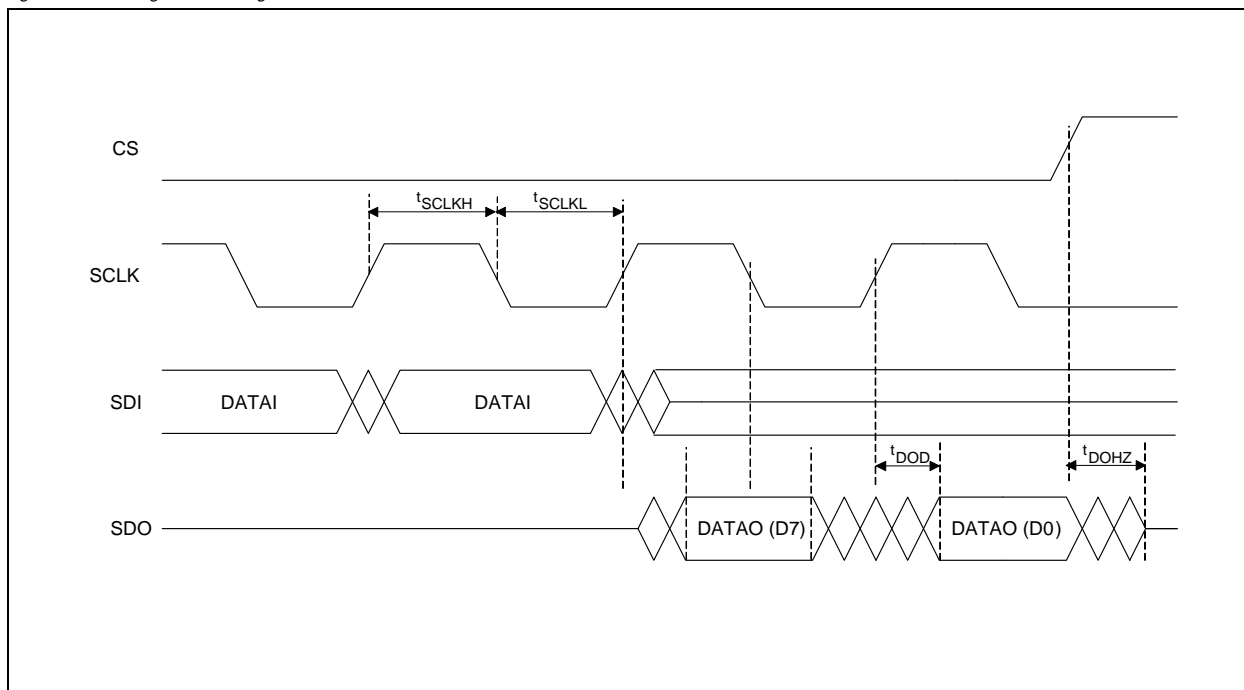 CS
tSCLKH
tSCLKL
SCLK
SDI
DATAI
DATAI
tDOD
tDOHZ
SDO
DATAO (D7)
DATAO (D0)